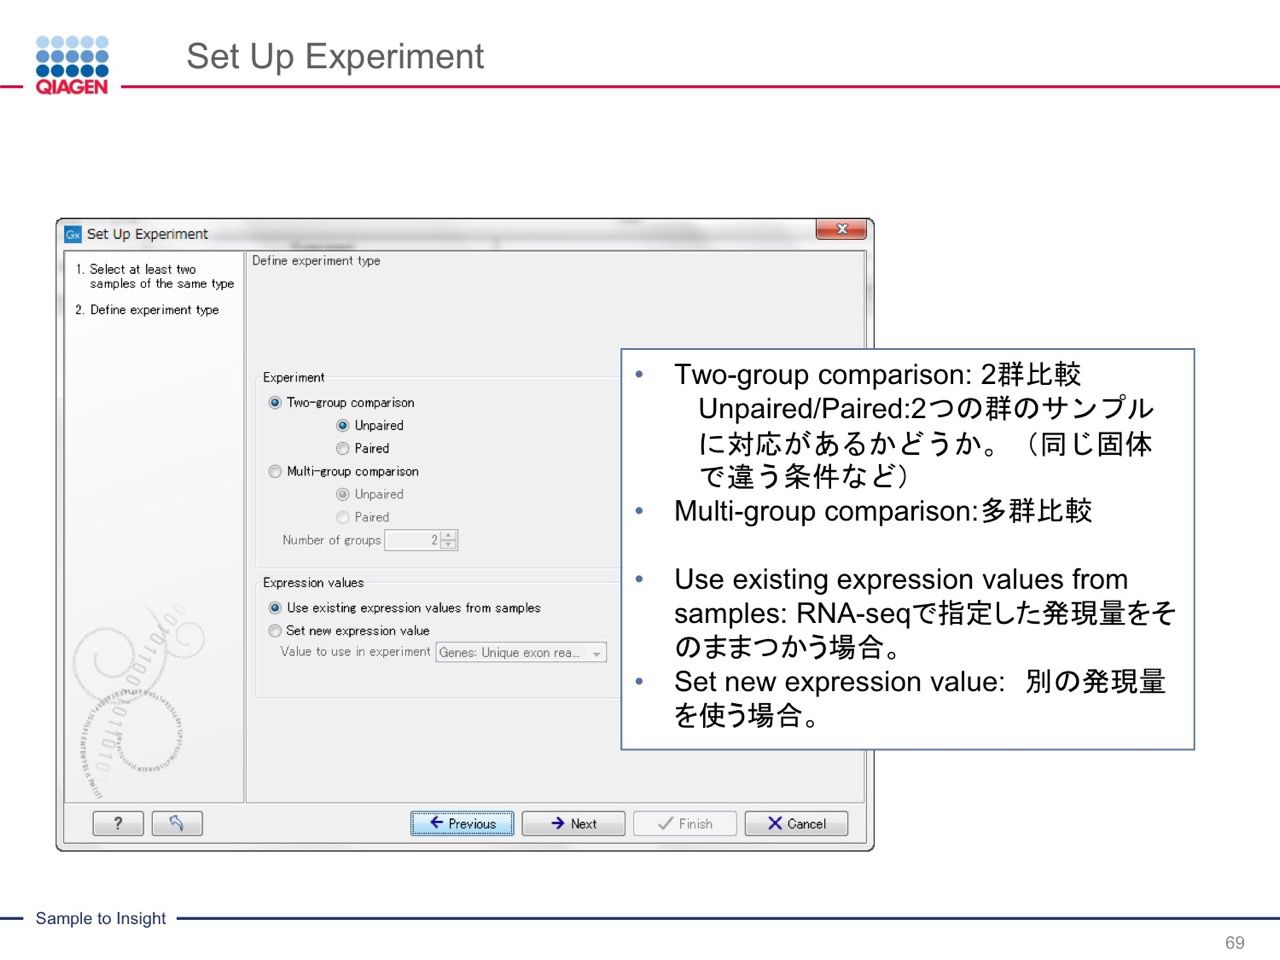 QIAGEN
Set Up Experiment
Gx Set Up Experiment
1. Select at least two
samples of the same type
2. Define experiment type
Define experiment type
Experiment
Two-group comparison
Unpaired
Paired
Multi-group comparison
Unpaired
Paired
Number of groups 2
Expression values
Use existing expression values from samples
Set new expression value
Value to use in experiment Genes: Unique exon rea...
? Previous Next Finish Cancel
• Two-group comparison: 2群比較
Unpaired/Paired:2つの群のサンプル
に対応があるかどうか。（同じ固体
で違う条件など）
• Multi-group comparison:多群比較
• Use existing expression values from
samples: RNA-seqで指定した発現量をそ
のままつかう場合。
• Set new expression value:　別の発現量
を使う場合。
Sample to Insight
69